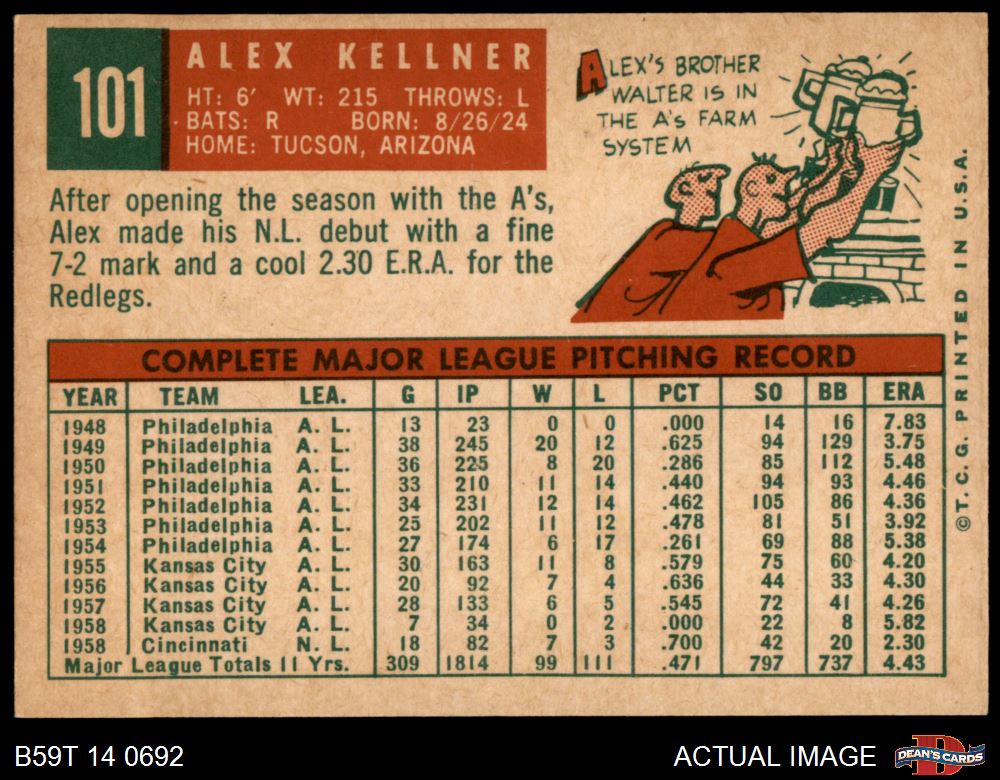 101
ALEX KELLNER
HT: 6' WT: 215 THROWS: L
BATS: R BORN: 8/26/24
HOME: TUCSON, ARIZONA
After opening the season with the A's,
Alex made his N.L. debut with a fine
7-2 mark and a cool 2.30 E.R.A. for the
Redlegs.
ALEX'S BROTHER
WALTER IS IN
THE A's FARM
SYSTEM
COMPLETE MAJOR LEAGUE PITCHING RECORD
YEAR TEAM LEA. G IP W L PCT SO BB ERA
1948 Philadelphia A. L. 13 23 0 0 .000 14 16 7.83
1949 Philadelphia A. L. 38 245 20 12 .625 94 129 3.75
1950 Philadelphia A. L. 36 225 8 20 .286 85 112 5.48
1951 Philadelphia A. L. 33 210 11 14 .440 94 93 4.46
1952 Philadelphia A. L. 34 231 12 14 .462 105 86 4.36
1953 Philadelphia A. L. 25 202 11 12 .478 81 51 3.92
1954 Philadelphia A. L. 27 174 6 17 .261 69 88 5.38
1955 Kansas City A. L. 30 163 11 8 .579 75 60 4.20
1956 Kansas City A. L. 20 92 7 4 .636 44 33 4.30
1957 Kansas City A. L. 28 133 6 5 .545 72 41 4.26
1958 Kansas City A. L. 7 34 0 2 .000 22 8 5.82
1958 Cincinnati N. L. 18 82 7 3 .700 42 20 2.30
Major League Totals 11 Yrs. 309 1814 99 111 .471 797 737 4.43
©T.C.G. PRINTED IN U.S.A.
B59T 14 0692
ACTUAL IMAGE
D
DEAN'S CARDS